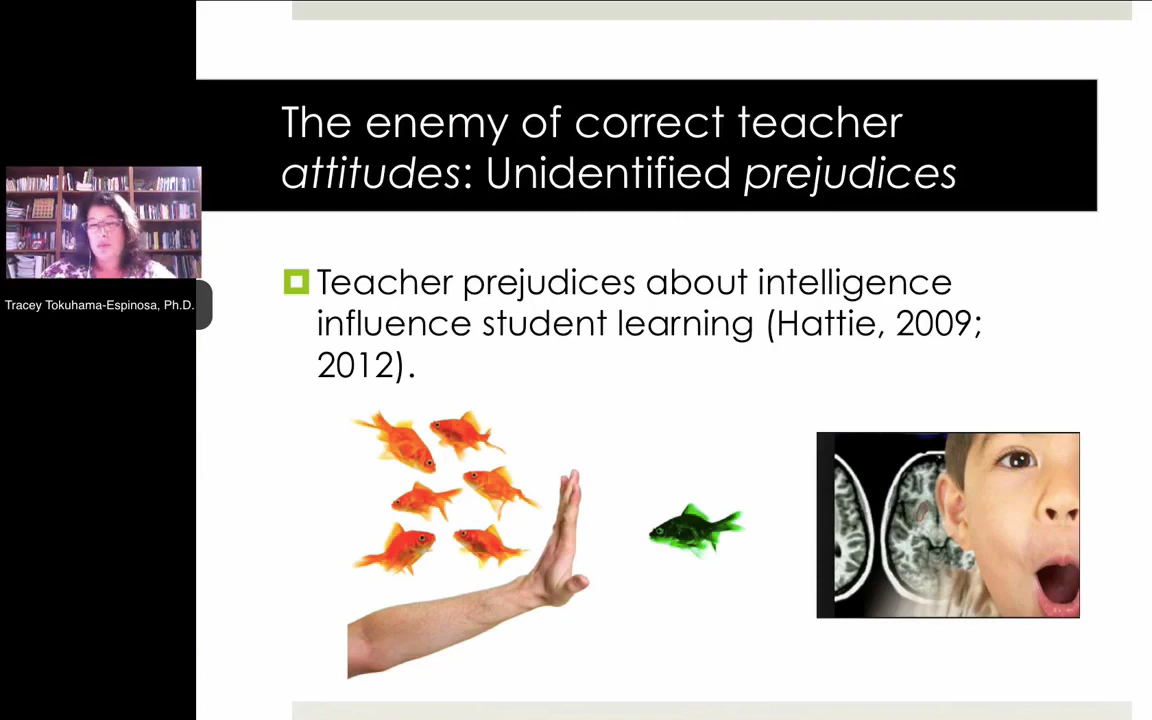 The enemy of correct teacher
attitudes: Unidentified prejudices
Tracey Tokuhama-Espinosa, Ph.D.
Teacher prejudices about intelligence
influence student learning (Hattie, 2009;
2012).